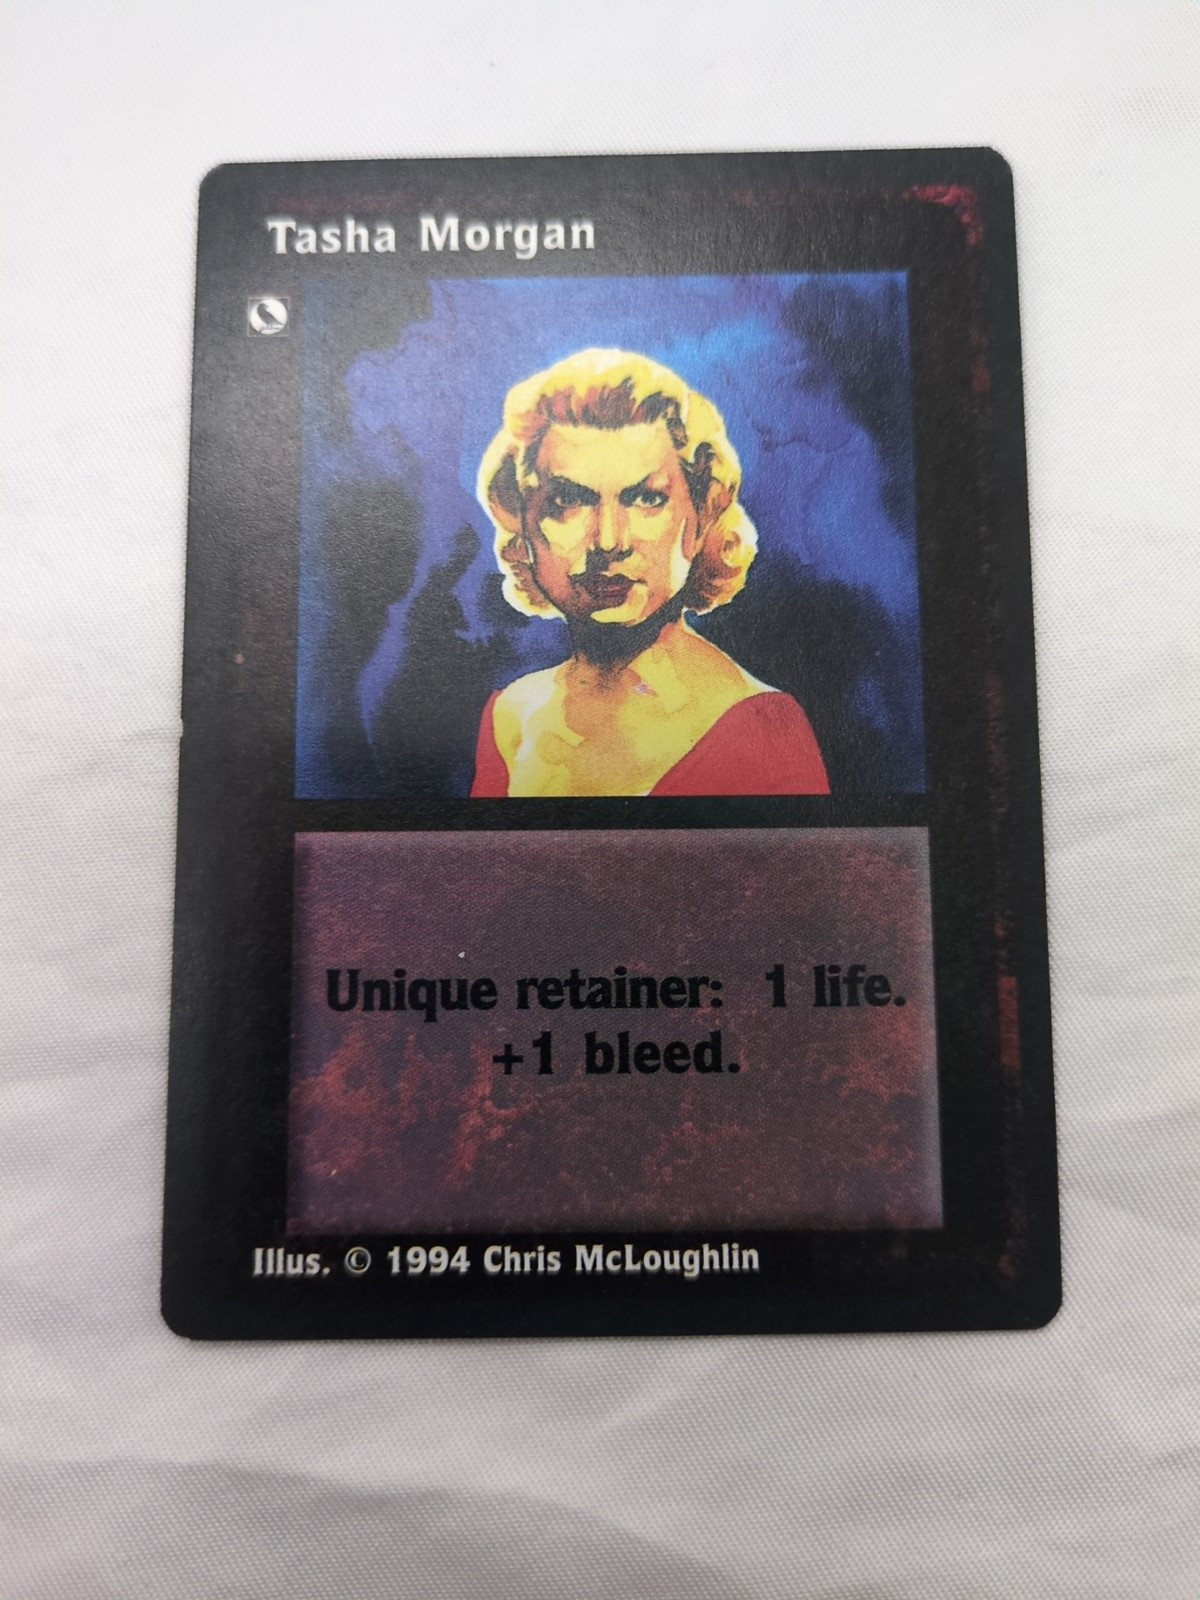 Tasha Morgan
Unique retainer: 1 life.
+1 bleed.
Illus. © 1994 Chris McLoughlin